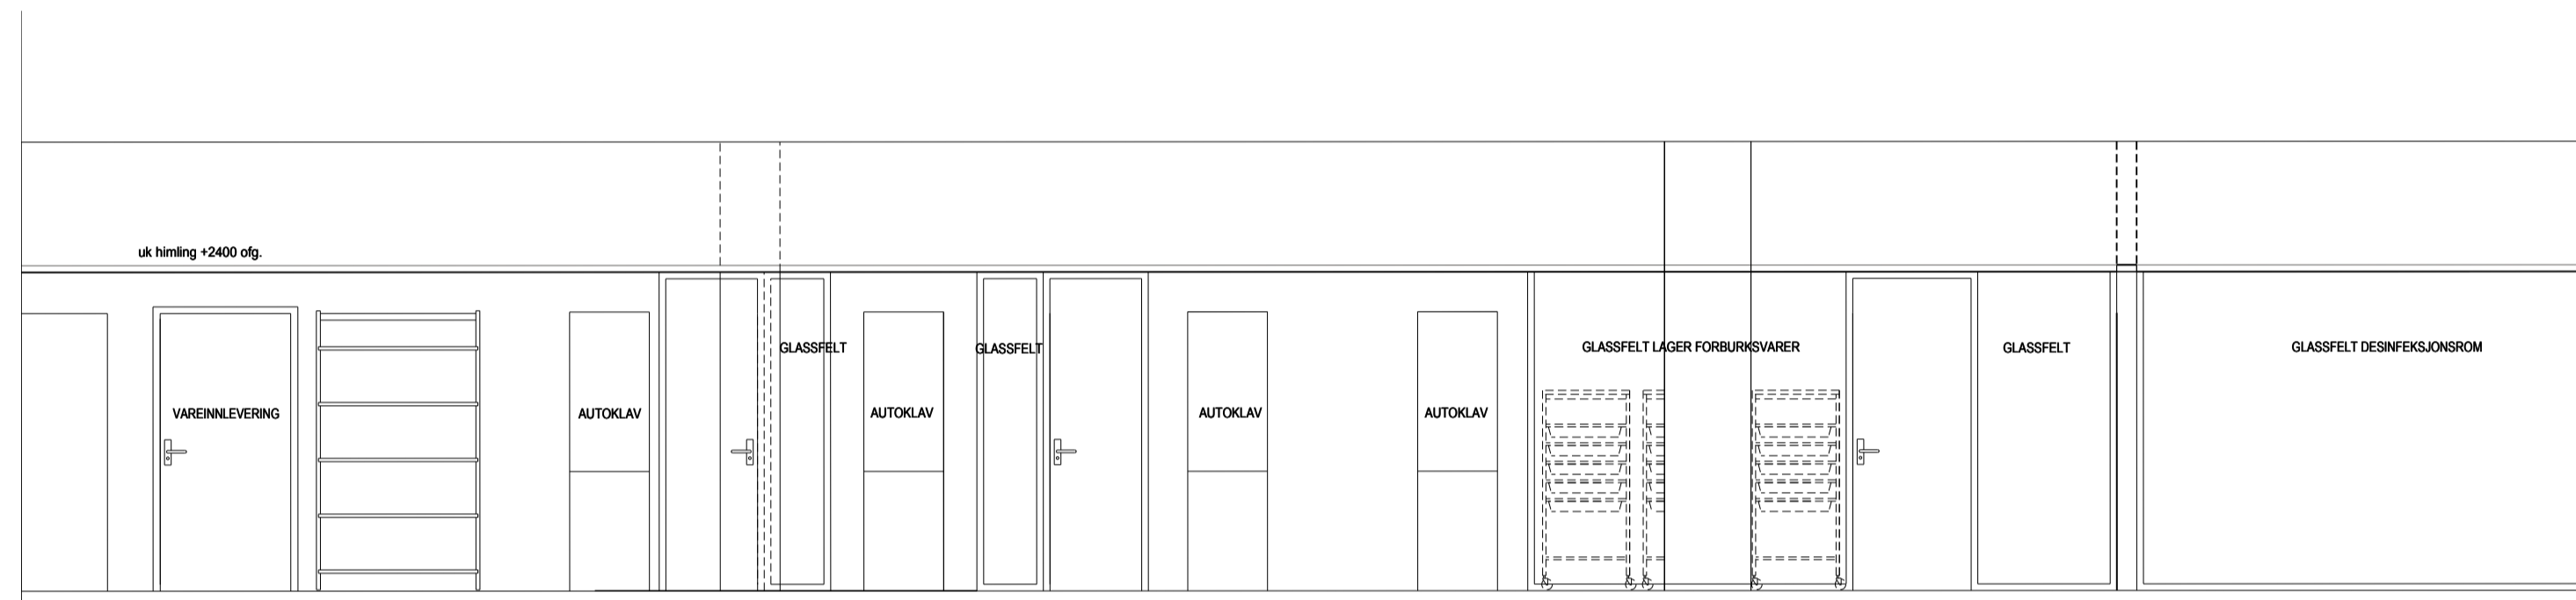 uk himling +2400 ofg.
VAREINNLEVERING
AUTOKLAV
GLASSFELT
AUTOKLAV
GLASSFELT
AUTOKLAV
AUTOKLAV
GLASSFELT LAGER FORBURKSVARER
GLASSFELT
GLASSFELT DESINFEKSJONSROM